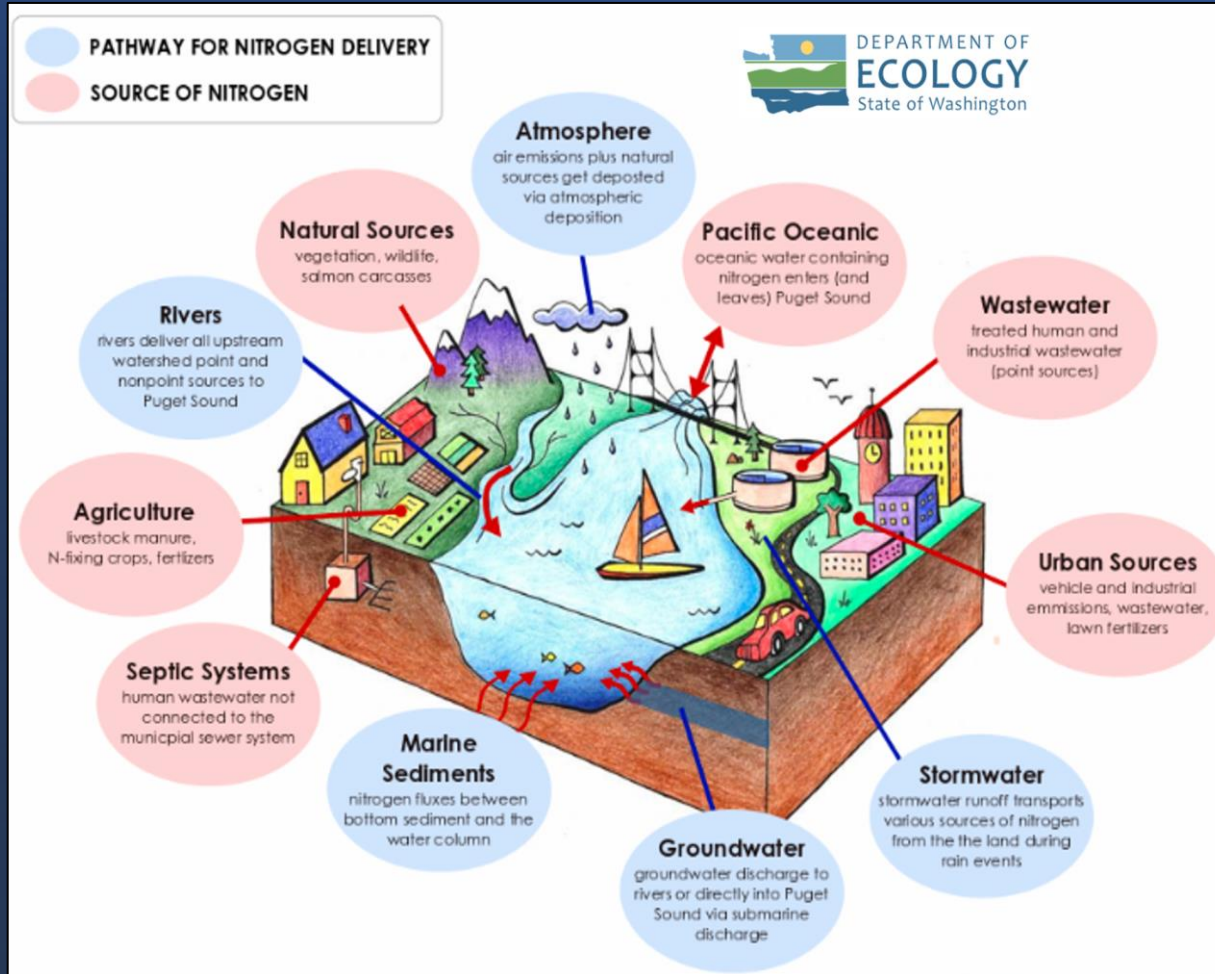 PATHWAY FOR NITROGEN DELIVERY
SOURCE OF NITROGEN
DEPARTMENT OF
ECOLOGY
State of Washington
Atmosphere
air emissions plus natural
sources get deposted
via atmospheric
deposition
Natural Sources
vegetation, wildlife,
salmon carcasses
Pacific Oceanic
oceanic water containing
nitrogen enters (and
leaves) Puget Sound
Rivers
rivers deliver all upstream
watershed point and
nonpoint sources to
Puget Sound
Wastewater
treated human and
industrial wastewater
(point sources)
Agriculture
livestock manure,
N-fixing crops, fertlizers
Urban Sources
vehicle and industrial
emmissions, wastewater,
lawn fertilizers
Septic Systems
human wastewater not
connected to the
municpial sewer system
Marine
Sediments
nitrogen fluxes between
bottom sediment and the
water column
Stormwater
stormwater runoff transports
various sources of nitrogen
from the the land during
rain events
Groundwater
groundwater discharge to
rivers or directly into Puget
Sound via submarine
discharge